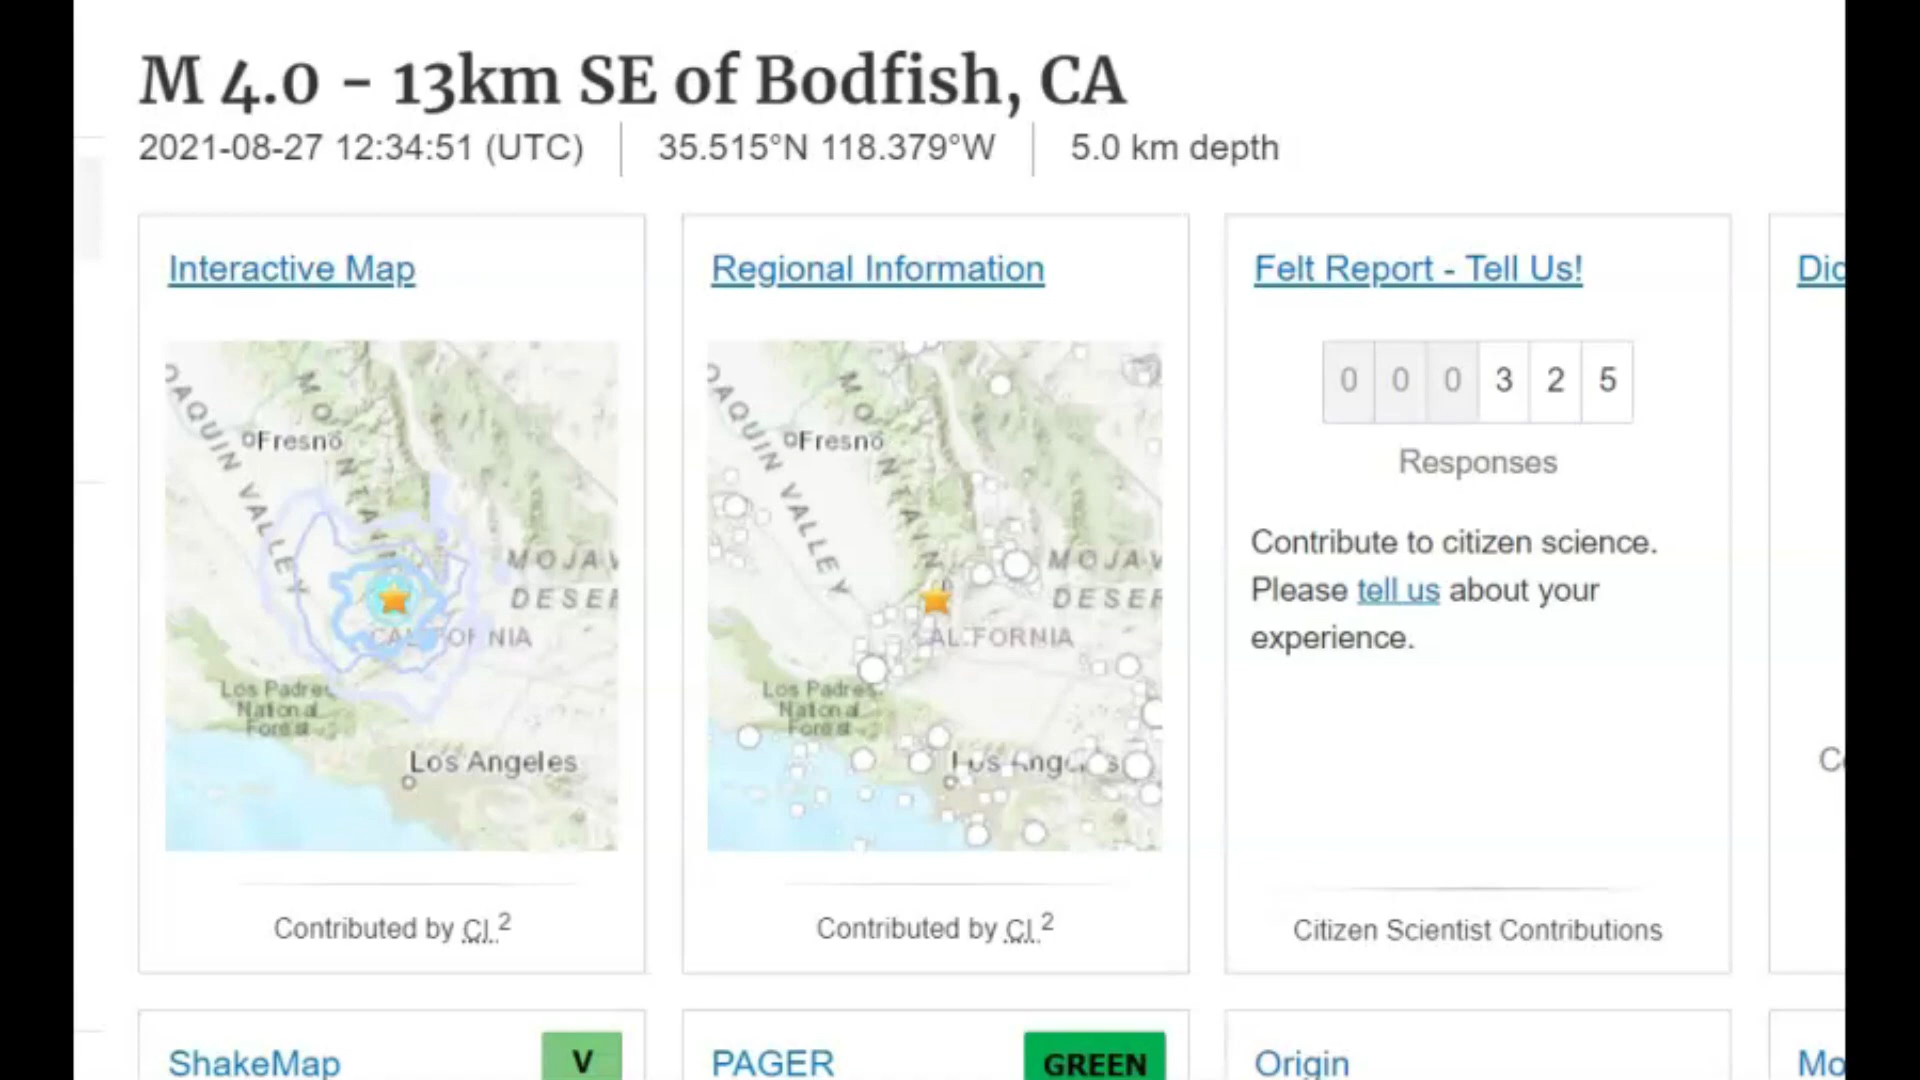 M 4.0 - 13km SE of Bodfish, CA
2021-08-27 12:34:51 (UTC)
35.515°N 118.379°W
5.0 km depth
Interactive Map
OAQUIN VALLEY
Fresno
MOJAV
DESER
Los Padres
National
Forest
Los Angeles
Contributed by CI 2
Regional Information
OAQUIN VALLEY
Fresno
MOJAV
DESER
Los Padres
National
Forest
Contributed by CI 2
Felt Report - Tell Us!
0 0 0 3 2 5
Responses
Contribute to citizen science.
Please tell us about your
experience.
Citizen Scientist Contributions
ShakeMap
V
PAGER
GREEN
Origin